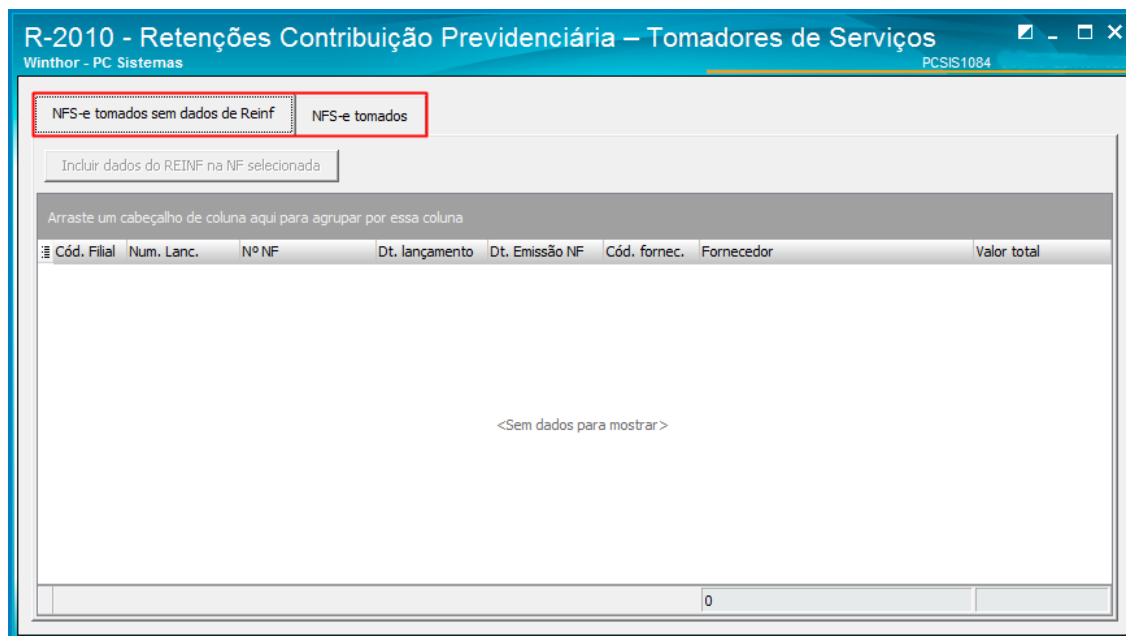 R-2010 - Retenções Contribuição Previdenciária – Tomadores de Serviços
Winthor - PC Sistemas
PCSIS1084
NFS-e tomados sem dados de Reinf
NFS-e tomados
Incluir dados do REINF na NF selecionada
Arraste um cabeçalho de coluna aqui para agrupar por essa coluna
Cód. Filial Num. Lanc. Nº NF Dt. lançamento Dt. Emissão NF Cód. fornec. Fornecedor Valor total
<Sem dados para mostrar>
0